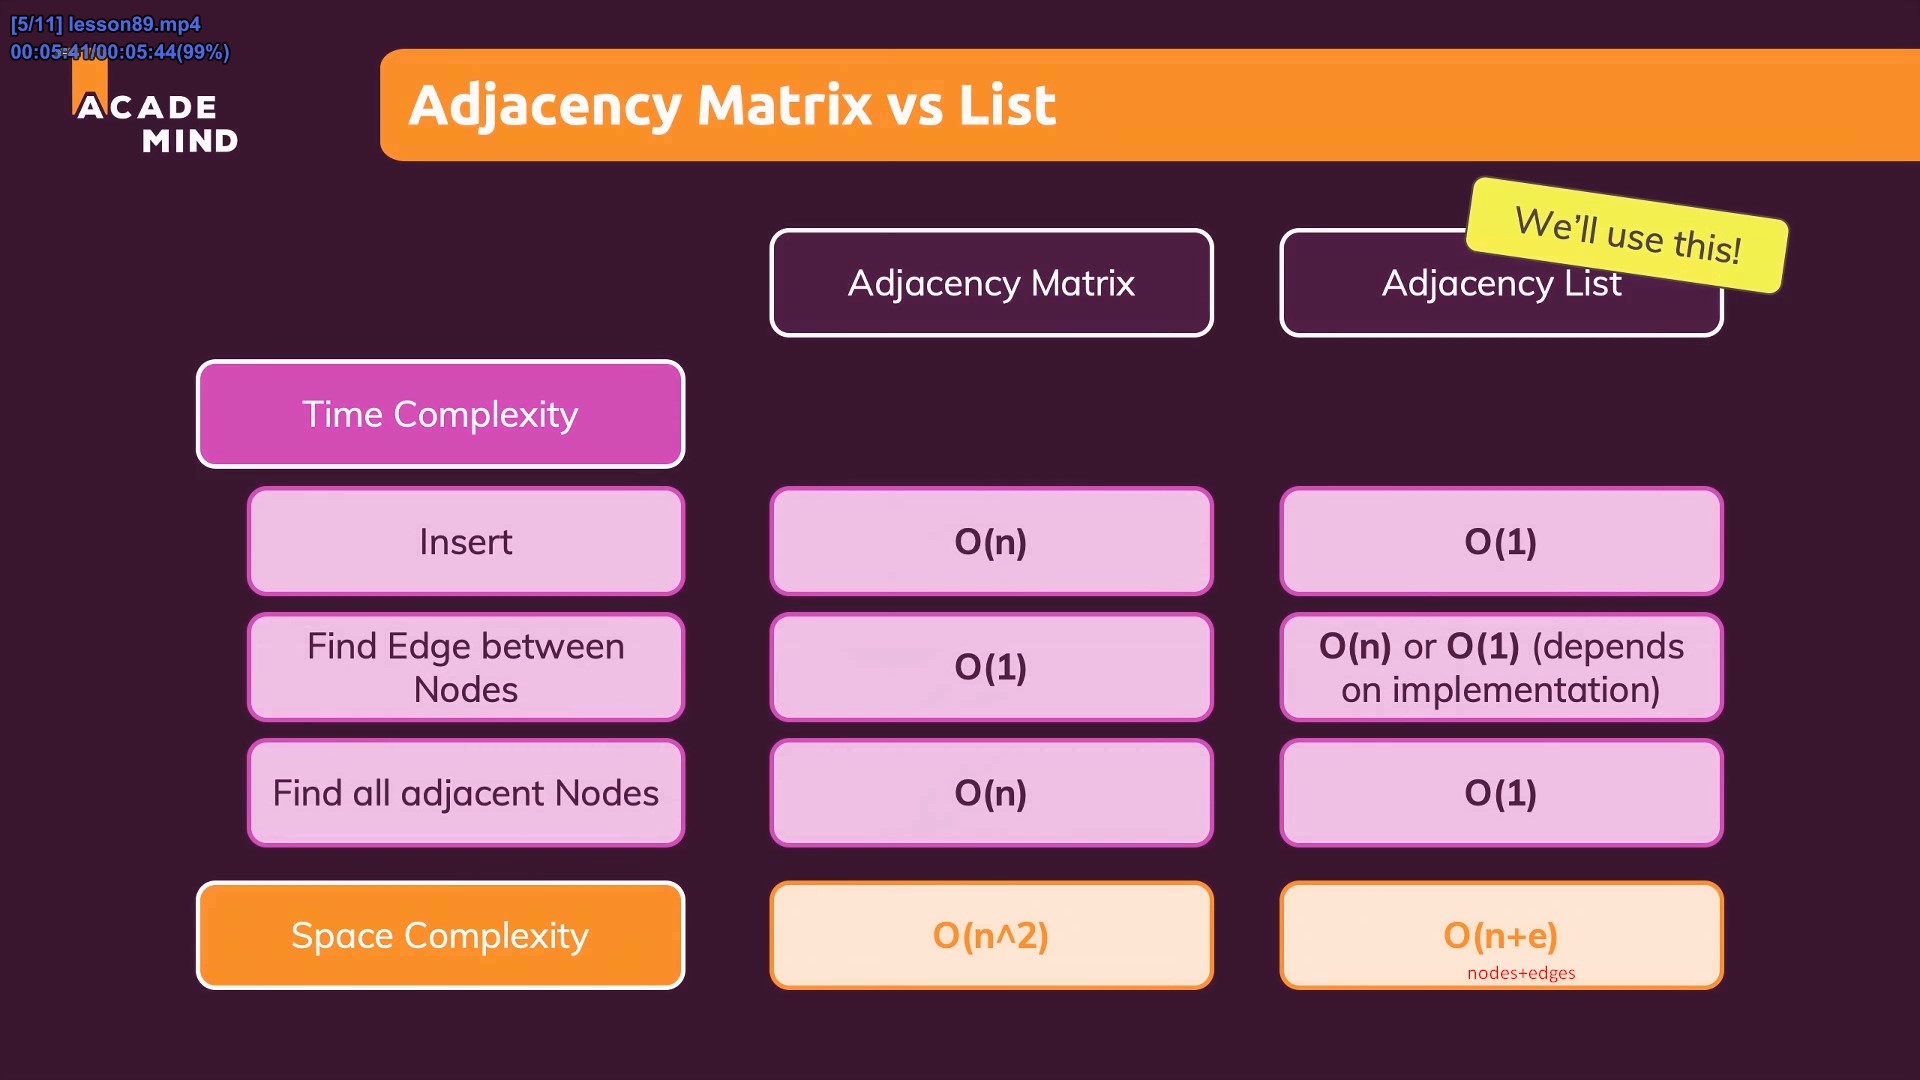 [5/11] lesson89.mp4
00:05:41/00:05:44(99%)
ACADE
MIND
Adjacency Matrix vs List
We'll use this!
Adjacency Matrix
Adjacency List
Time Complexity
Insert
O(n)
O(1)
Find Edge between
Nodes
O(1)
O(n) or O(1) (depends
on implementation)
Find all adjacent Nodes
O(n)
O(1)
Space Complexity
O(n^2)
O(n+e)
nodes+edges